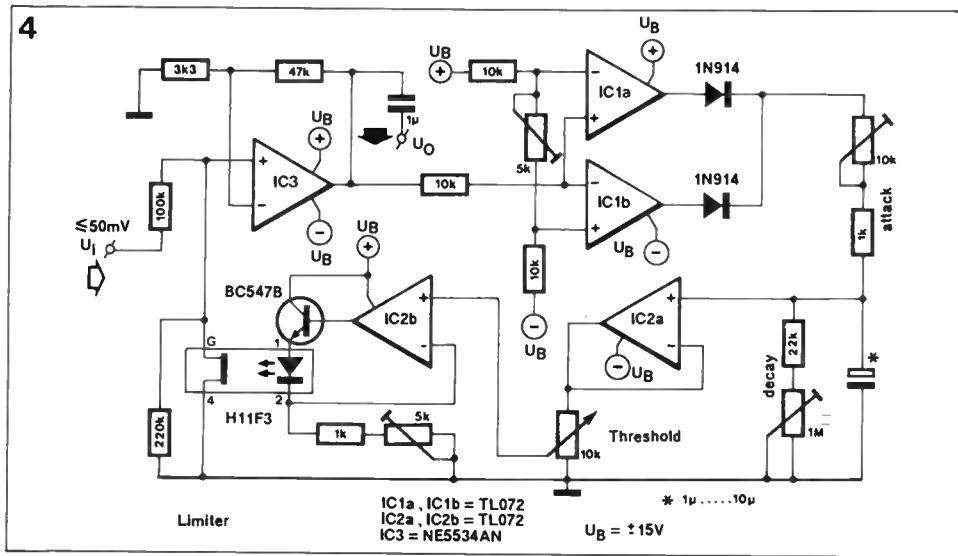 4
3k3
47k
UB
+
10k
UB
+
1N914
1µ
UO
UB
+
IC3
+
-
-
UB
100k
≤50mV
Ui
10k
5k
-
+
IC1a
-
+
IC1b
1N914
UB
-
10k
1k
attack
10k
-
UB
BC547B
UB
+
IC2b
+
-
IC2a
+
-
-
UB
22k
decay
1M
*
G
1
4
2
H11F3
220k
1k
5k
10k
Threshold
* 1µ.....10µ
Limiter
IC1a, IC1b = TL072
IC2a, IC2b = TL072
IC3 = NE5534AN
UB = ±15V